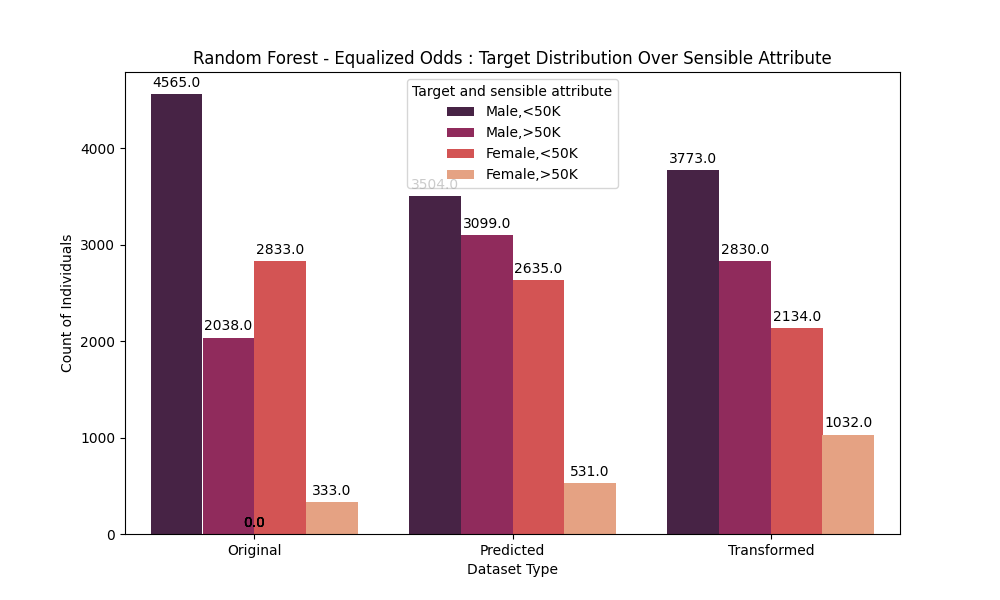 Random Forest - Equalized Odds : Target Distribution Over Sensible Attribute
4565.0
Target and sensible attribute
Male,<50K
Male,>50K
Female,<50K
Female,>50K
4000
3773.0
3504.0
3099.0
3000
2833.0
2830.0
2635.0
Count of Individuals
2038.0
2134.0
2000
1032.0
1000
333.0
531.0
0.0
0
Original
Predicted
Transformed
Dataset Type